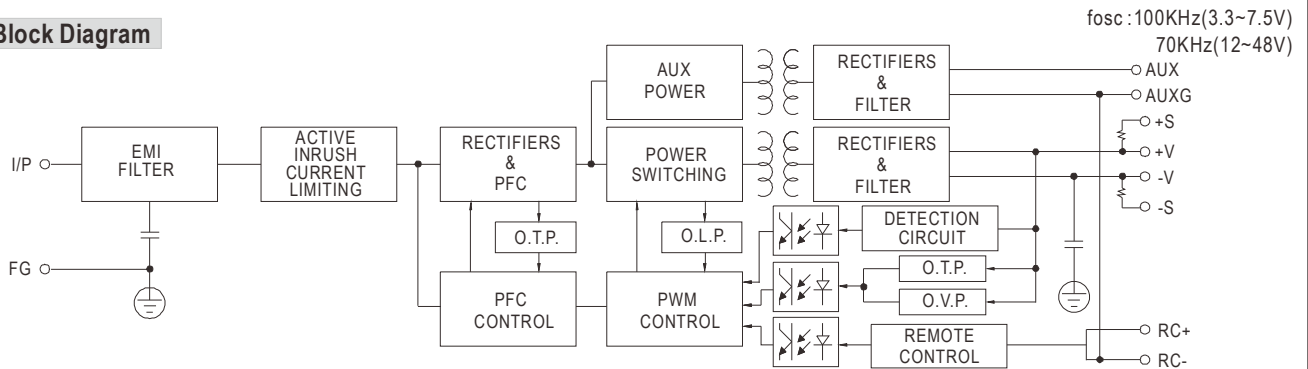 Block Diagram
fosc :100KHz(3.3~7.5V)
70KHz(12~48V)
I/P
FG
EMI
FILTER
ACTIVE
INRUSH
CURRENT
LIMITING
RECTIFIERS
&
PFC
O.T.P.
PFC
CONTROL
AUX
POWER
POWER
SWITCHING
O.L.P.
PWM
CONTROL
RECTIFIERS
&
FILTER
RECTIFIERS
&
FILTER
DETECTION
CIRCUIT
O.T.P.
O.V.P.
REMOTE
CONTROL
AUX
AUXG
+S
+V
-V
-S
RC+
RC-